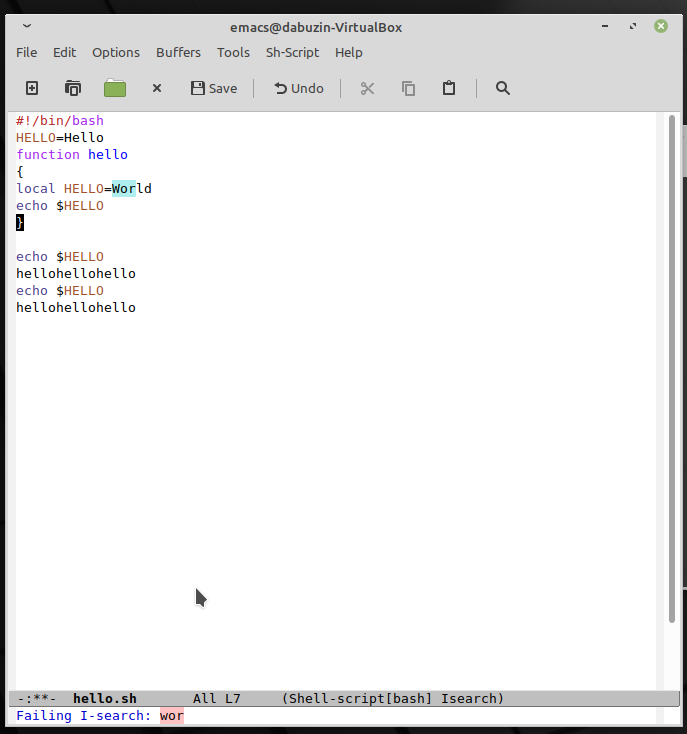 emacs@dabuzin-VirtualBox
File Edit Options Buffers Tools Sh-Script Help
Save Undo
#!/bin/bash
HELLO=Hello
function hello
{
local HELLO=World
echo $HELLO
}
echo $HELLO
hellohellohello
echo $HELLO
hellohellohello
-:**- hello.sh All L7 (Shell-script[bash] Isearch)
Failing I-search: wor